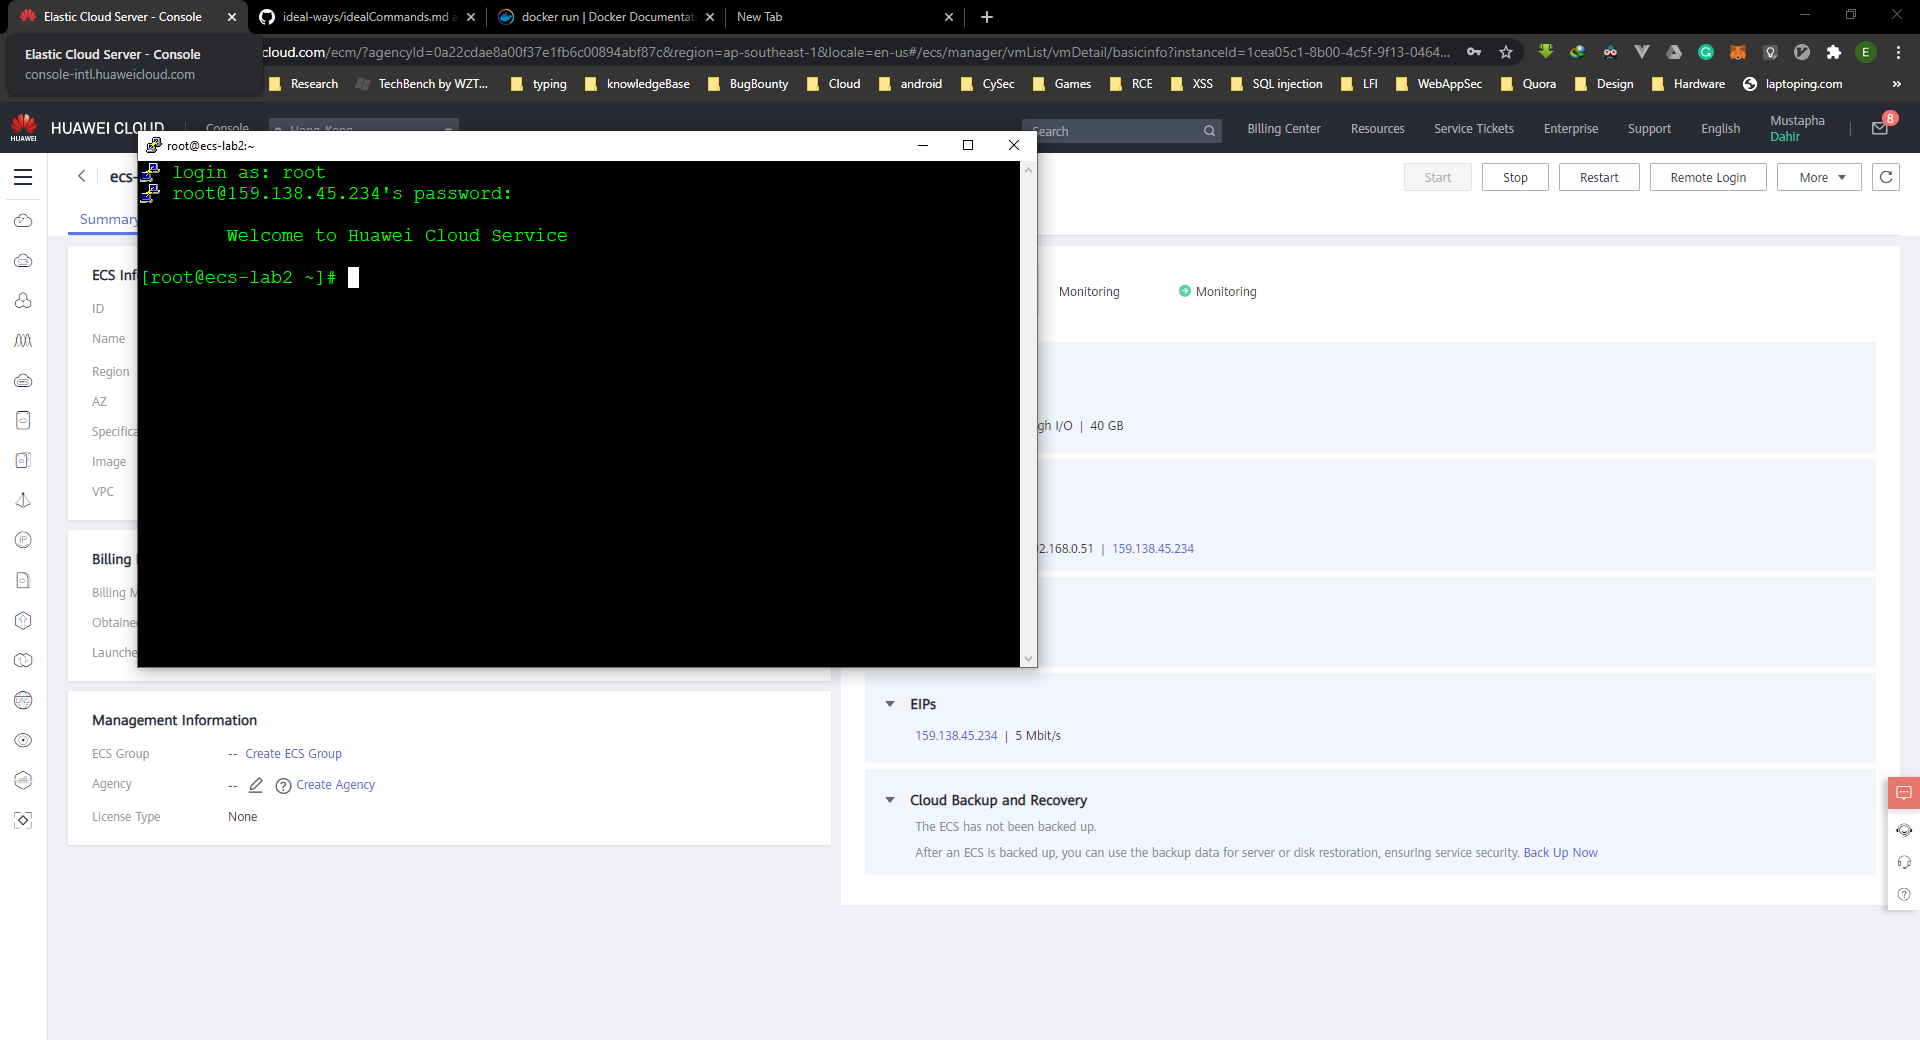 Elastic Cloud Server - Console
ideal-ways/idealCommands.md a
docker run | Docker Documentat
New Tab
Elastic Cloud Server - Console
console-intl.huaweicloud.com
cloud.com/ecm/?agencyId=0a22cdae8a00f37e1fb6c00894abf87c&region=ap-southeast-1&locale=en-us#/ecs/manager/vmList/vmDetail/basicinfo?instanceId=1cea05c1-8b00-4c5f-9f13-0464...
E
Research
TechBench by WZT...
typing
knowledgeBase
BugBounty
Cloud
android
CySec
Games
RCE
XSS
SQL injection
LFI
WebAppSec
Quora
Design
Hardware
laptoping.com
»
HUAWEI
HUAWEI CLOUD
Console
Hong Kong
Search
Billing Center
Resources
Service Tickets
Enterprise
Support
English
Mustapha
Dahir
8
root@ecs-lab2:~
login as: root
root@159.138.45.234's password:
Welcome to Huawei Cloud Service
[root@ecs-lab2 ~]#
ecs-
Start
Stop
Restart
Remote Login
More
Summary
ECS Inf
ID
Name
Region
AZ
Specifica
Image
VPC
Billing
Billing M
Obtaine
Launche
Management Information
ECS Group
-- Create ECS Group
Agency
-- Create Agency
License Type
None
Monitoring
Monitoring
gh I/O | 40 GB
2.168.0.51 | 159.138.45.234
EIPs
159.138.45.234 | 5 Mbit/s
Cloud Backup and Recovery
The ECS has not been backed up.
After an ECS is backed up, you can use the backup data for server or disk restoration, ensuring service security. Back Up Now
IP